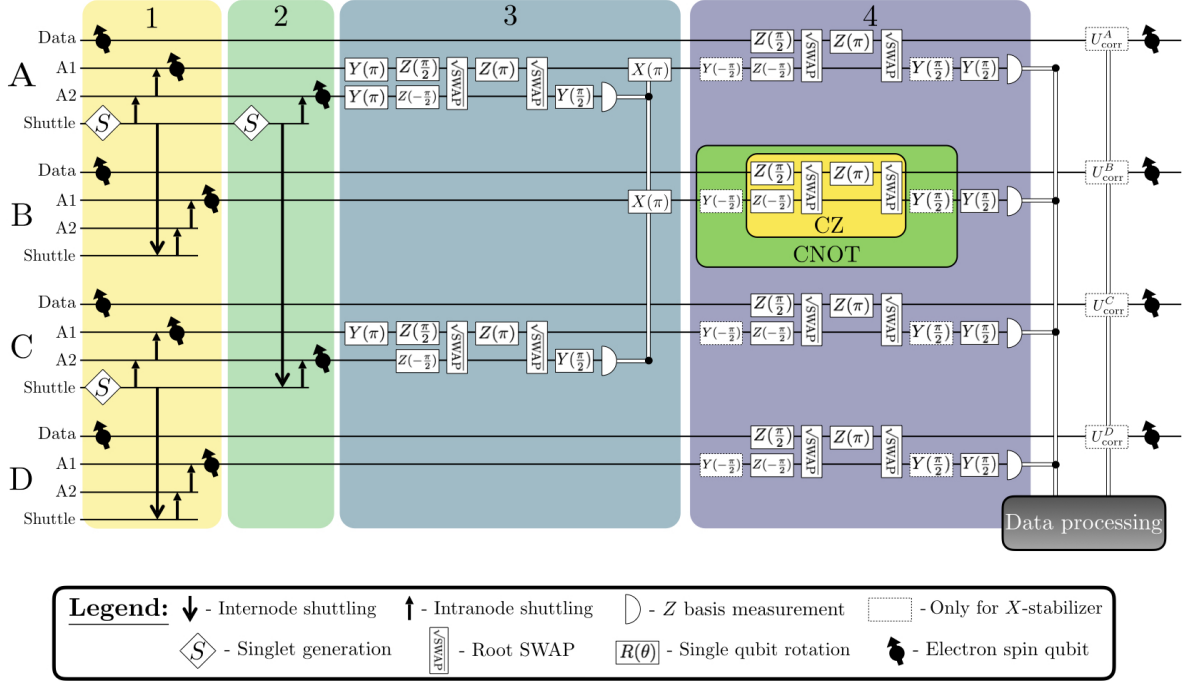 1 2 3 4
Data Z(π/2) √SWAP Z(π) √SWAP U^A_corr
A A1 Y(π) Z(π/2) √SWAP Z(π) √SWAP X(π) Y(−π/2) Z(−π/2) Y(π/2) Y(π/2)
A2 Y(π) Z(−π/2) Y(π/2)
Shuttle S S
Data Z(π/2) √SWAP Z(π) √SWAP U^B_corr
B A1 X(π) Y(−π/2) Z(−π/2) Y(π/2) Y(π/2)
A2 CZ
Shuttle CNOT
Data Z(π/2) √SWAP Z(π) √SWAP U^C_corr
C A1 Y(π) Z(π/2) √SWAP Z(π) √SWAP Y(−π/2) Z(−π/2) Y(π/2) Y(π/2)
A2 Z(−π/2) Y(π/2)
Shuttle S
Data Z(π/2) √SWAP Z(π) √SWAP U^D_corr
D A1 Y(−π/2) Z(−π/2) Y(π/2) Y(π/2)
A2
Shuttle Data processing
Legend: - Internode shuttling - Intranode shuttling - Z basis measurement - Only for X-stabilizer
S - Singlet generation √SWAP - Root SWAP R(θ) - Single qubit rotation - Electron spin qubit